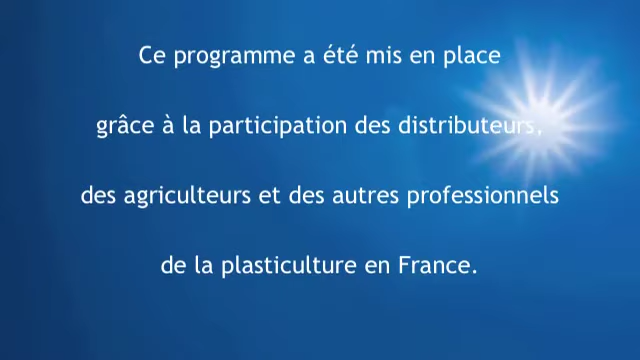 Ce programme a été mis en place
grâce à la participation des distributeurs,
des agriculteurs et des autres professionnels
de la plasticulture en France.